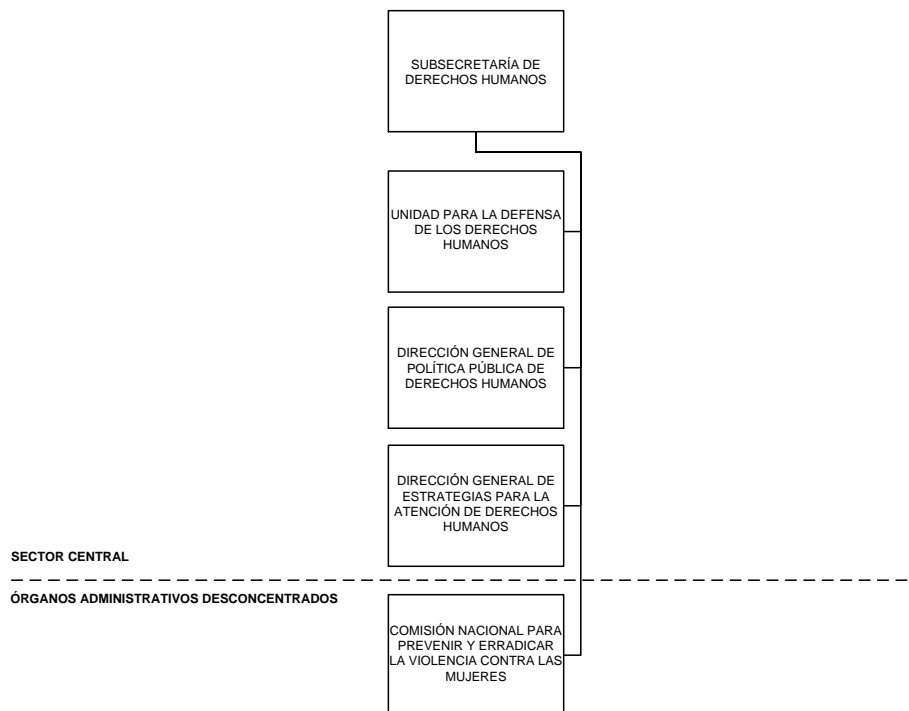 SUBSECRETARÍA DE
DERECHOS HUMANOS
UNIDAD PARA LA DEFENSA
DE LOS DERECHOS
HUMANOS
DIRECCIÓN GENERAL DE
POLÍTICA PÚBLICA DE
DERECHOS HUMANOS
DIRECCIÓN GENERAL DE
ESTRATEGIAS PARA LA
ATENCIÓN DE DERECHOS
HUMANOS
SECTOR CENTRAL
ÓRGANOS ADMINISTRATIVOS DESCONCENTRADOS
COMISIÓN NACIONAL PARA
PREVENIR Y ERRADICAR
LA VIOLENCIA CONTRA LAS
MUJERES